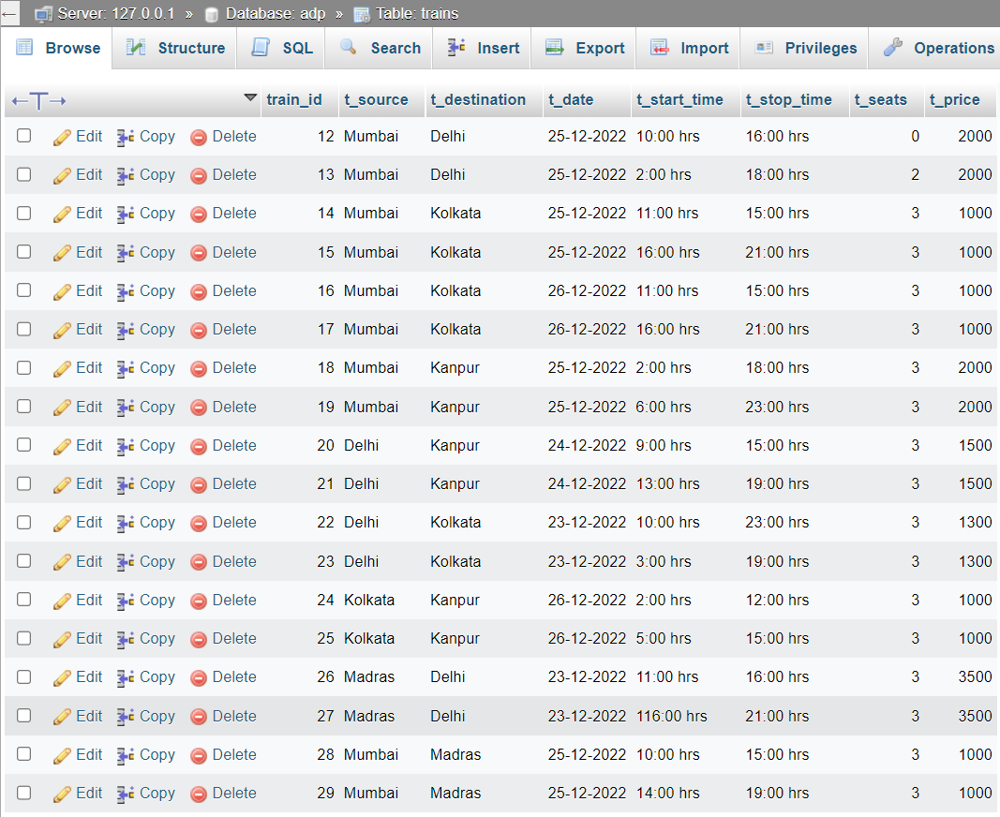 Server: 127.0.0.1 » Database: adp » Table: trains
Browse Structure SQL Search Insert Export Import Privileges Operations
←T→ train_id t_source t_destination t_date t_start_time t_stop_time t_seats t_price
Edit Copy Delete 12 Mumbai Delhi 25-12-2022 10:00 hrs 16:00 hrs 0 2000
Edit Copy Delete 13 Mumbai Delhi 25-12-2022 2:00 hrs 18:00 hrs 2 2000
Edit Copy Delete 14 Mumbai Kolkata 25-12-2022 11:00 hrs 15:00 hrs 3 1000
Edit Copy Delete 15 Mumbai Kolkata 25-12-2022 16:00 hrs 21:00 hrs 3 1000
Edit Copy Delete 16 Mumbai Kolkata 26-12-2022 11:00 hrs 15:00 hrs 3 1000
Edit Copy Delete 17 Mumbai Kolkata 26-12-2022 16:00 hrs 21:00 hrs 3 1000
Edit Copy Delete 18 Mumbai Kanpur 25-12-2022 2:00 hrs 18:00 hrs 3 2000
Edit Copy Delete 19 Mumbai Kanpur 25-12-2022 6:00 hrs 23:00 hrs 3 2000
Edit Copy Delete 20 Delhi Kanpur 24-12-2022 9:00 hrs 15:00 hrs 3 1500
Edit Copy Delete 21 Delhi Kanpur 24-12-2022 13:00 hrs 19:00 hrs 3 1500
Edit Copy Delete 22 Delhi Kolkata 23-12-2022 10:00 hrs 23:00 hrs 3 1300
Edit Copy Delete 23 Delhi Kolkata 23-12-2022 3:00 hrs 19:00 hrs 3 1300
Edit Copy Delete 24 Kolkata Kanpur 26-12-2022 2:00 hrs 12:00 hrs 3 1000
Edit Copy Delete 25 Kolkata Kanpur 26-12-2022 5:00 hrs 15:00 hrs 3 1000
Edit Copy Delete 26 Madras Delhi 23-12-2022 11:00 hrs 16:00 hrs 3 3500
Edit Copy Delete 27 Madras Delhi 23-12-2022 116:00 hrs 21:00 hrs 3 3500
Edit Copy Delete 28 Mumbai Madras 25-12-2022 10:00 hrs 15:00 hrs 3 1000
Edit Copy Delete 29 Mumbai Madras 25-12-2022 14:00 hrs 19:00 hrs 3 1000